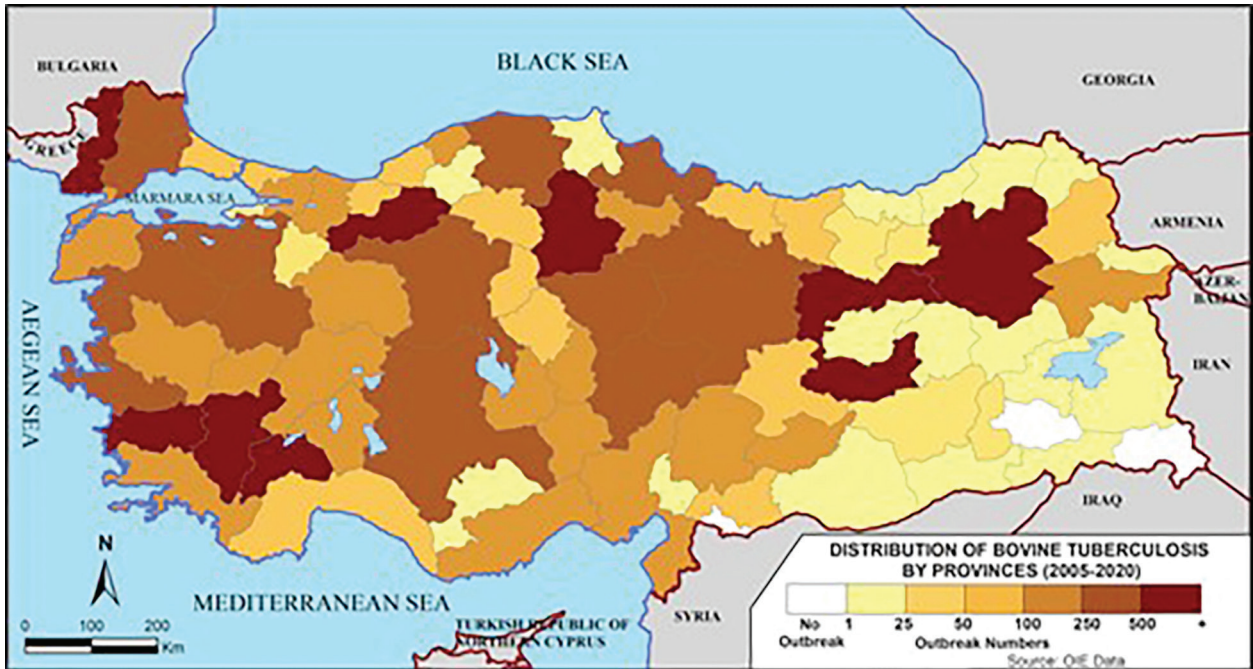 BULGARIA
BLACK SEA
GEORGIA
GREECE
MARMARA SEA
ARMENIA
AZER-
BAIJAN
AEGEAN SEA
IRAN
IRAQ
N
MEDITERRANEAN SEA
SYRIA
TURKISH REPUBLIC OF
NORTHERN CYPRUS
0 100 200
Km
DISTRIBUTION OF BOVINE TUBERCULOSIS
BY PROVINCES (2005-2020)
No 1 25 50 100 250 500 +
Outbreak Outbreak Numbers
Source: OIE Data